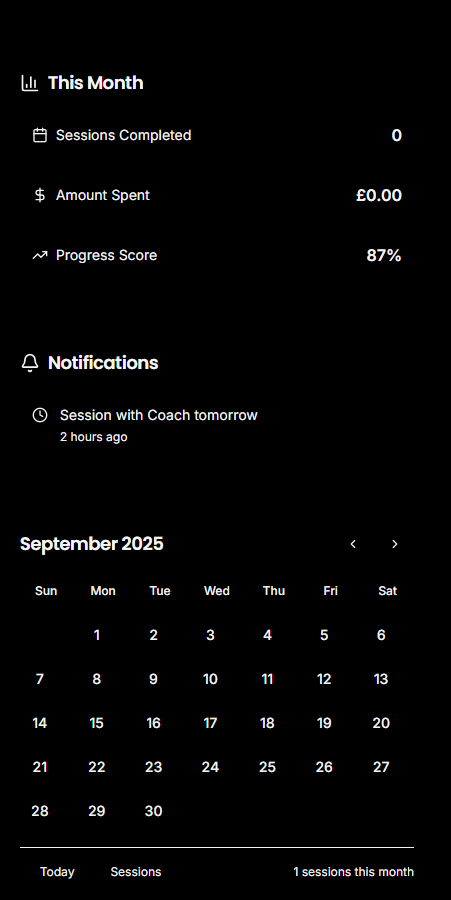 This Month
Sessions Completed 0
Amount Spent £0.00
Progress Score 87%
Notifications
Session with Coach tomorrow
2 hours ago
September 2025
Sun Mon Tue Wed Thu Fri Sat
1 2 3 4 5 6
7 8 9 10 11 12 13
14 15 16 17 18 19 20
21 22 23 24 25 26 27
28 29 30
Today Sessions 1 sessions this month